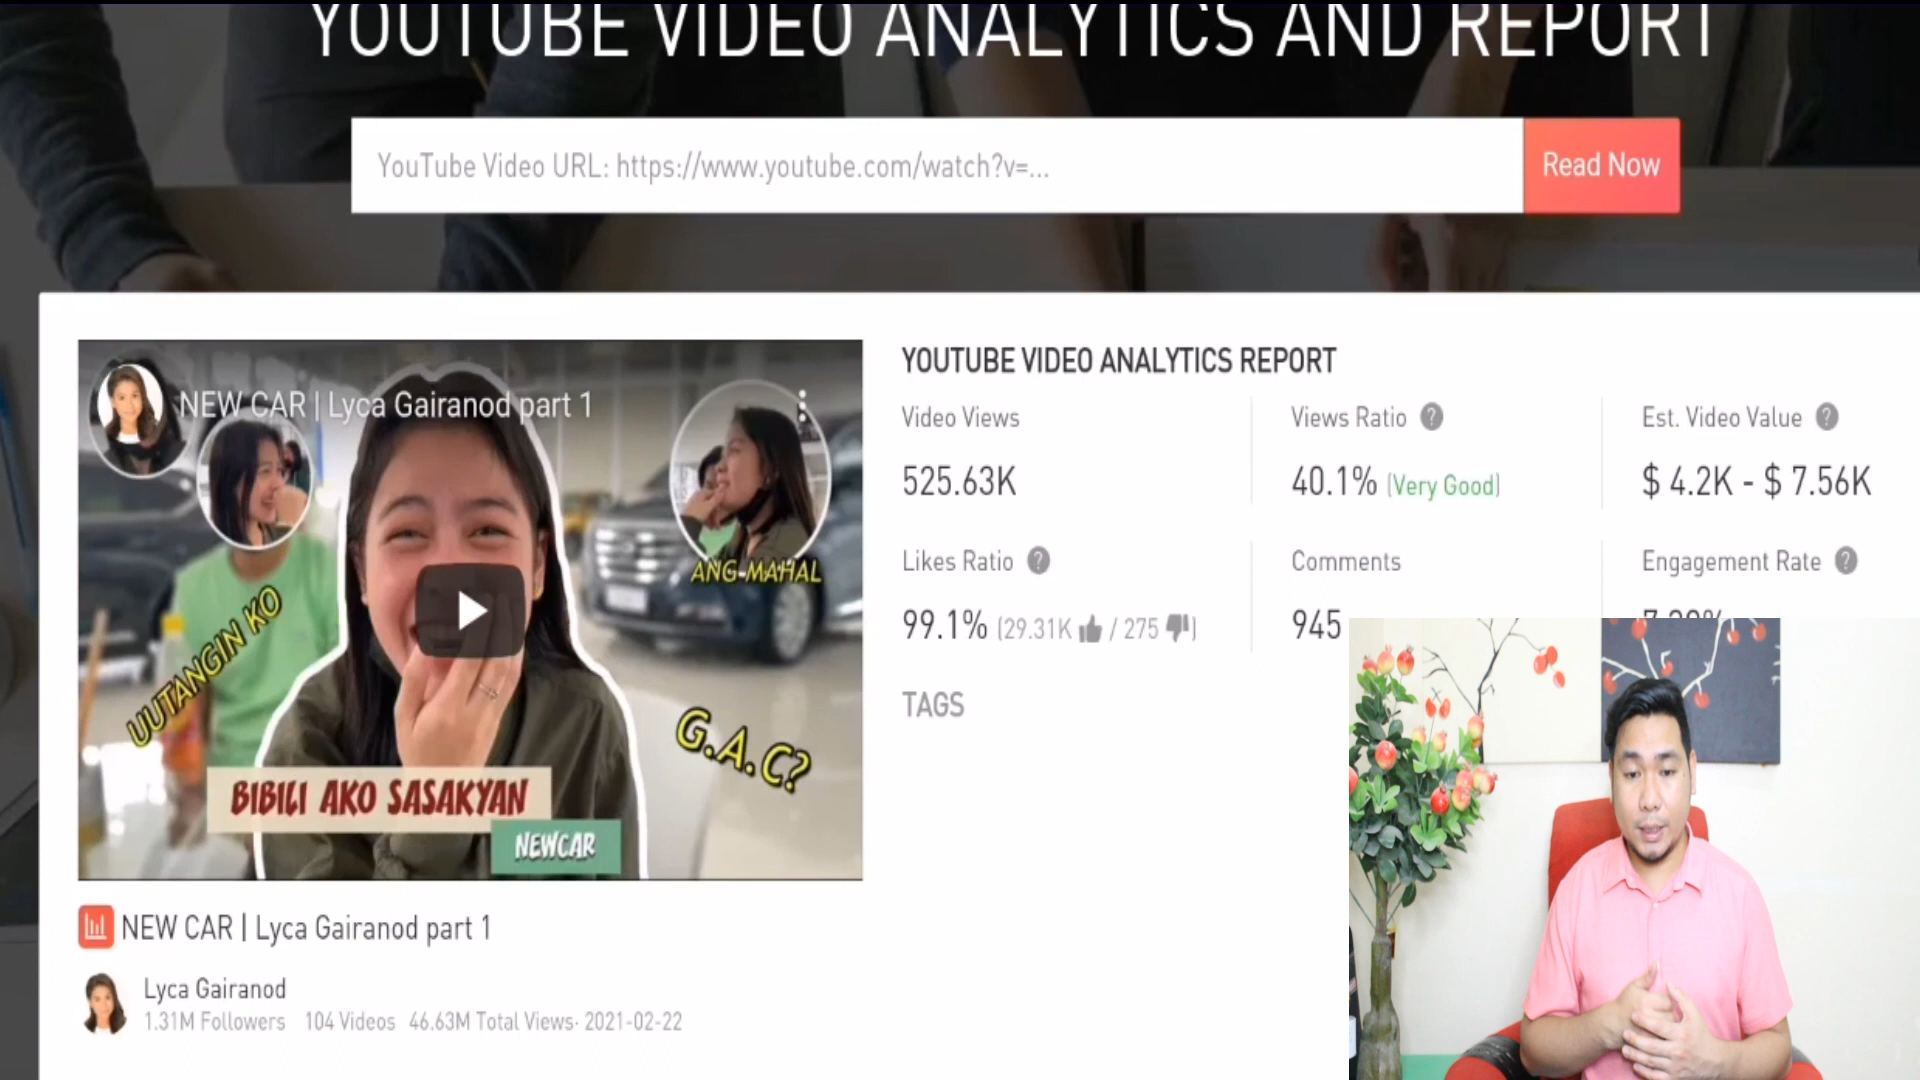 YOUTUBE VIDEO ANALYTICS AND REPORT
YouTube Video URL: https://www.youtube.com/watch?v=...
Read Now
NEW CAR | Lyca Gairanod part 1
UUTANGIN KO
ANG MAHAL
G.A.C?
BIBILI AKO SASAKYAN
NEWCAR
NEW CAR | Lyca Gairanod part 1
Lyca Gairanod
1.31M Followers 104 Videos 46.63M Total Views· 2021-02-22
YOUTUBE VIDEO ANALYTICS REPORT
Video Views
525.63K
Views Ratio ?
40.1% (Very Good)
Est. Video Value ?
$ 4.2K - $ 7.56K
Likes Ratio ?
99.1% (29.31K / 275)
Comments
945
Engagement Rate ?
TAGS